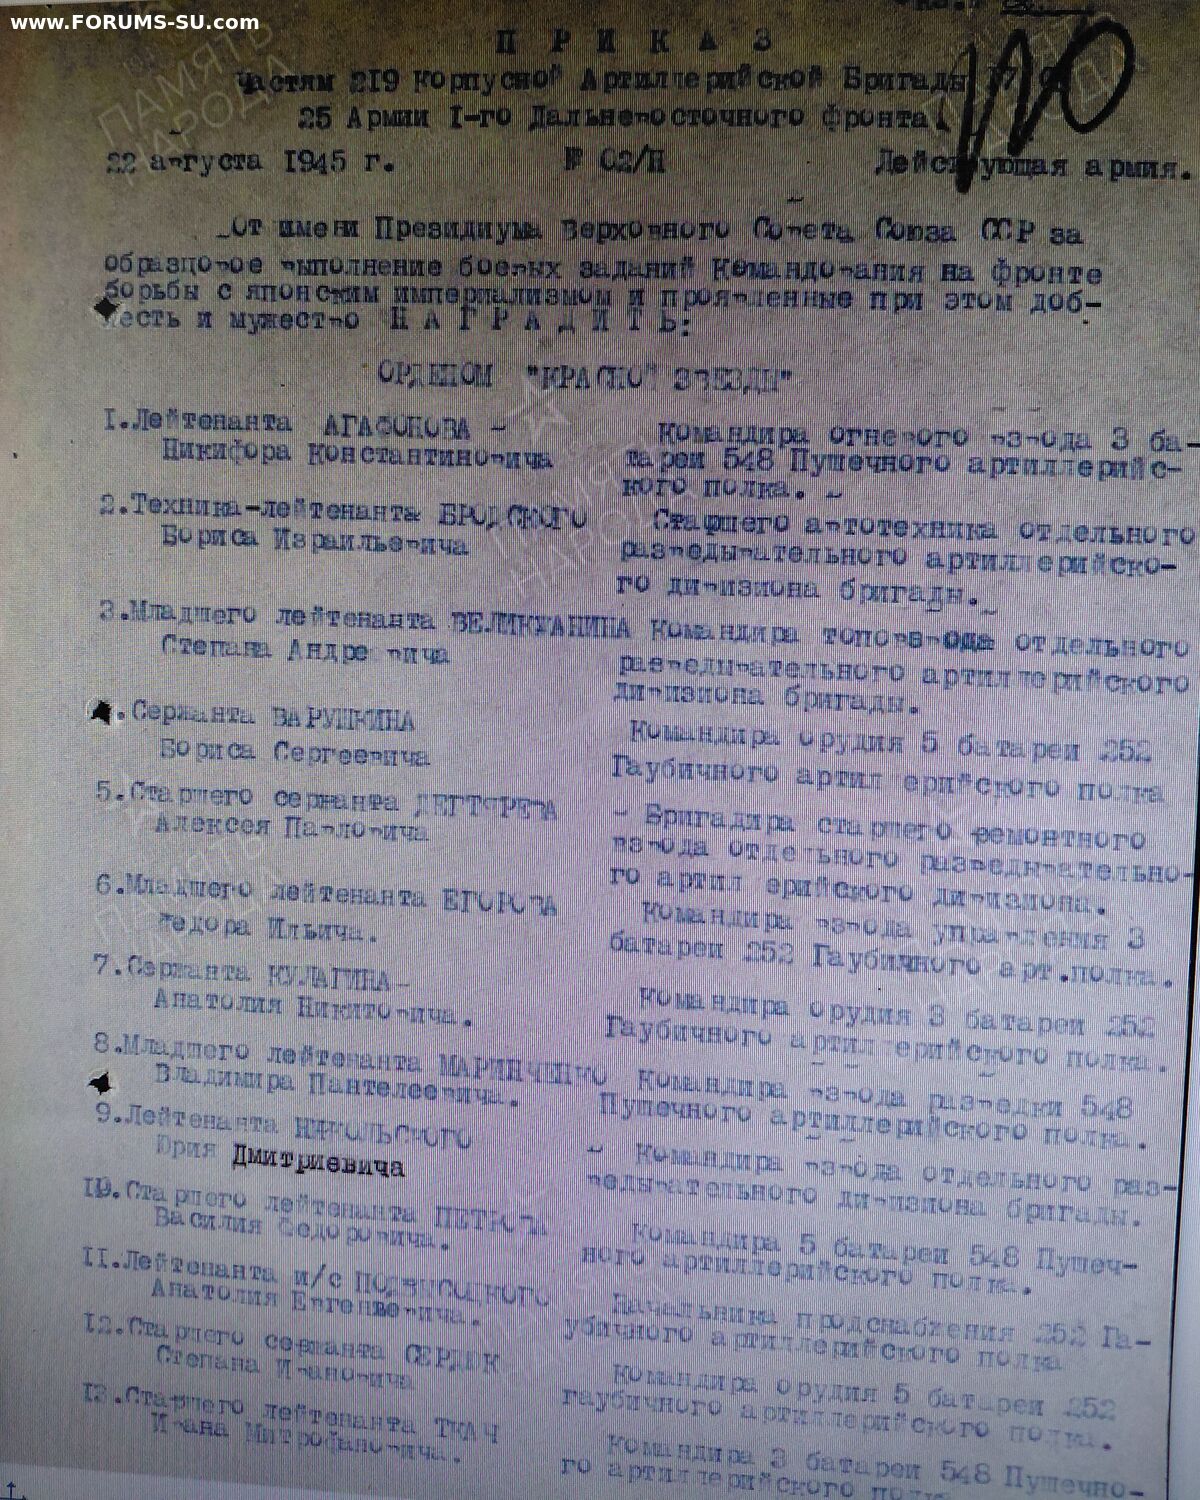 www.FORUMS-SU.com
ПРИКАЗ
110
Частям 219 Корпусной Артиллерийской Бригады
25 Армии I-го Дальневосточного фронта.
22 августа 1945 г. № 02/Н Действующая армия.
От имени Президиума Верховного Совета Союза ССР за
образцовое выполнение боевых заданий Командования на фронте
борьбы с японским империализмом и проявленные при этом доб-
лесть и мужество НАГРАДИТЬ:
ОРДЕНОМ "КРАСНОЙ ЗВЕЗДЫ"
I. Лейтенанта АГАФОНОВА - Командира огневого взвода 3 ба-
Никифора Константиновича тареи 548 Пушечного артиллерийс-
кого полка. -
2. Техника-лейтенанта БРОДСКОГО Старшего автотехника отдельного
Бориса Израильевича разведывательного артиллерийско-
го дивизиона бригады.
3. Младшего лейтенанта ВЕЛИКТАНИНА Командира топовзвода отдельного
Степана Андреевича разведывательного артиллерийского
дивизиона бригады.
. Сержанта ВАРУШКИНА Командира орудия 5 батареи 252
Бориса Сергеевича Гаубичного артиллерийского полка
5. Старшего сержанта ДЕГТЯРЕВА - Бригадира старшего ремонтного
Алексея Павловича взвода отдельного разведывательно-
го артиллерийского дивизиона.
6. Младшего лейтенанта ЕГОРОВА Командира взвода управления 3
Федора Ильича. батареи 252 Гаубичного арт.полка.
7. Сержанта КУЛАГИНА - Командира орудия 3 батареи 252
Анатолия Никитовича. Гаубичного артиллерийского полка.
8. Младшего лейтенанта МАРИНЧЕНКО Командира взвода разведки 548
Владимира Пантелеевича. Пушечного артиллерийского полка.
9. Лейтенанта НИКОЛЬСКОГО - Командира взвода отдельного раз-
Юрия Дмитриевича ведывательного дивизиона бригады.
10. Старшего лейтенанта ПЕТРОВА Командира 5 батареи 548 Пушеч-
Василия Федоровича. ного артиллерийского полка.
II. Лейтенанта и/с ПОДВЫСОЦКОГО Начальника продснабжения 252 Га-
Анатолия Евгеньевича. убичного артиллерийского полка
12. Старшего сержанта СЕРДЮК Командира орудия 5 батареи 252
Степана Ивановича гаубичного артиллерийского полка.
13. Старшего лейтенанта ТКАЧ Командира 3 батареи 548 Пушечно-
Ивана Митрофановича. го артиллерийского полка
ПАМЯТЬ НАРОДА